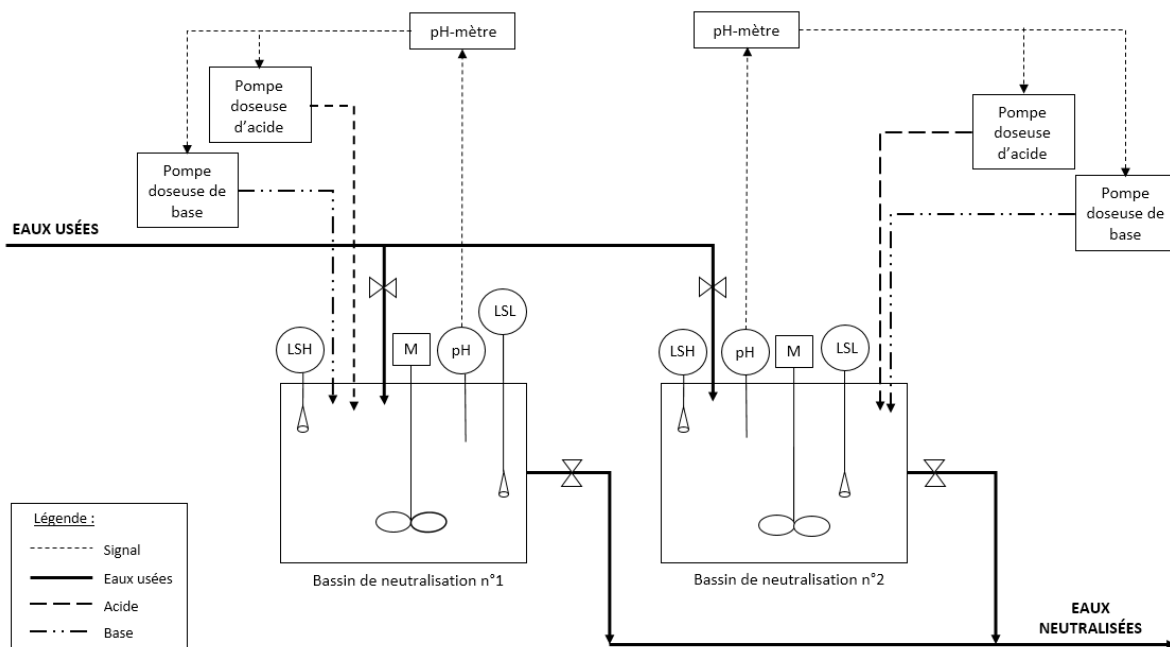 pH-mètre
pH-mètre
Pompe
doseuse
d'acide
Pompe
doseuse de
base
Pompe
doseuse
d'acide
Pompe
doseuse de
base
EAUX USÉES
LSH
M
pH
LSL
LSH
pH
M
LSL
Bassin de neutralisation n°1
Bassin de neutralisation n°2
Légende :
Signal
Eaux usées
Acide
Base
EAUX
NEUTRALISÉES